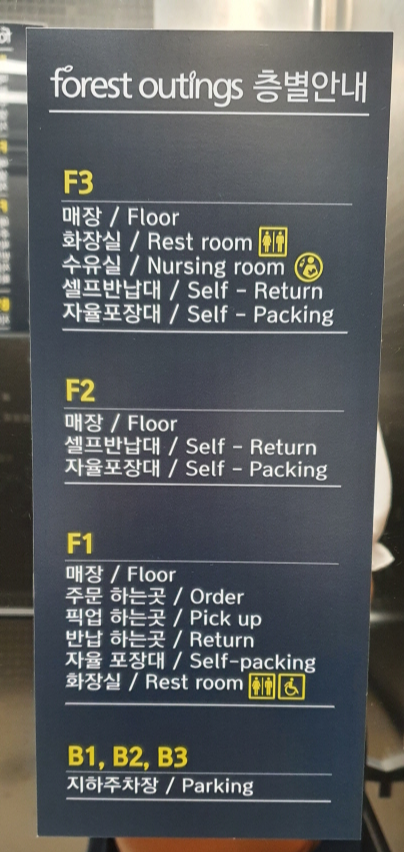 forest outings 층별안내
F3
매장 / Floor
화장실 / Rest room
수유실 / Nursing room
셀프반납대 / Self - Return
자율포장대 / Self - Packing
F2
매장 / Floor
셀프반납대 / Self - Return
자율포장대 / Self - Packing
F1
매장 / Floor
주문 하는곳 / Order
픽업 하는곳 / Pick up
반납 하는곳 / Return
자율 포장대 / Self-packing
화장실 / Rest room
B1, B2, B3
지하주차장 / Parking